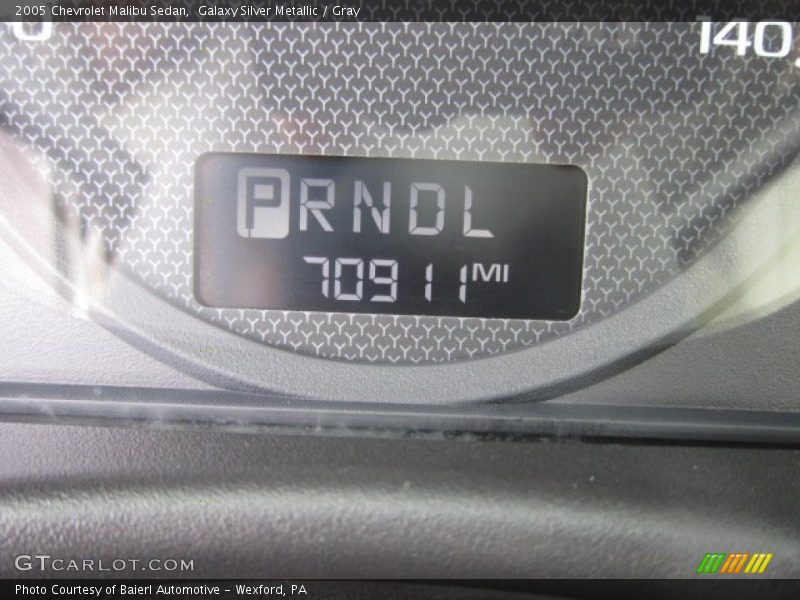 2005 Chevrolet Malibu Sedan,  Galaxy Silver Metallic / Gray
0 140
PRNDL
70911 MI
GTCARLOT.COM
Photo Courtesy of Baierl Automotive - Wexford, PA